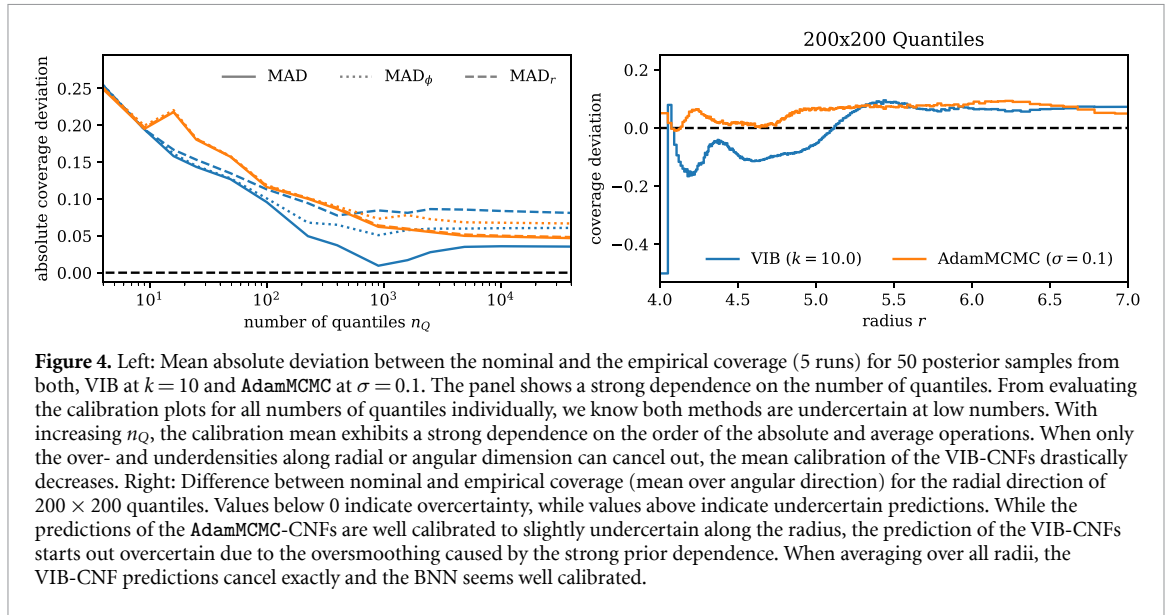 MAD
MADϕ
MADr
0.25
0.20
0.15
0.10
0.05
0.00
absolute coverage deviation
10¹ 10² 10³ 10⁴
number of quantiles nQ
200x200 Quantiles
0.2
0.0
−0.2
−0.4
coverage deviation
VIB (k = 10.0) AdamMCMC (σ = 0.1)
4.0 4.5 5.0 5.5 6.0 6.5 7.0
radius r
Figure 4. Left: Mean absolute deviation between the nominal and the empirical coverage (5 runs) for 50 posterior samples from
both, VIB at k = 10 and AdamMCMC at σ = 0.1. The panel shows a strong dependence on the number of quantiles. From evaluating
the calibration plots for all numbers of quantiles individually, we know both methods are undercertain at low numbers. With
increasing nQ, the calibration mean exhibits a strong dependence on the order of the absolute and average operations. When only
the over- and underdensities along radial or angular dimension can cancel out, the mean calibration of the VIB-CNFs drastically
decreases. Right: Difference between nominal and empirical coverage (mean over angular direction) for the radial direction of
200 × 200 quantiles. Values below 0 indicate overcertainty, while values above indicate undercertain predictions. While the
predictions of the AdamMCMC-CNFs are well calibrated to slightly undercertain along the radius, the prediction of the VIB-CNFs
starts out overcertain due to the oversmoothing caused by the strong prior dependence. When averaging over all radii, the
VIB-CNF predictions cancel exactly and the BNN seems well calibrated.